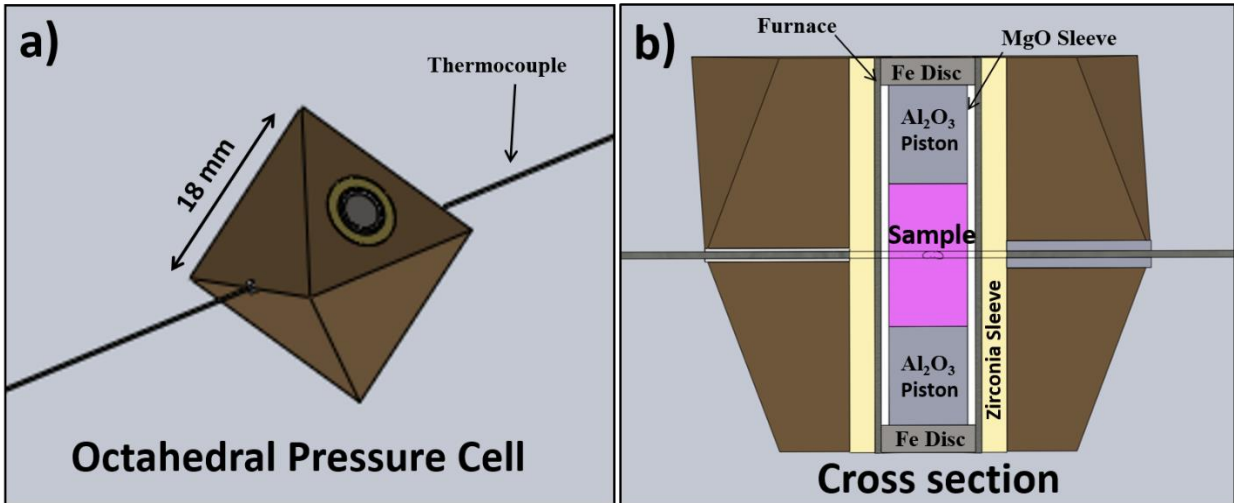 a)
Thermocouple
18 mm
Octahedral Pressure Cell
b)
Furnace
MgO Sleeve
Fe Disc
Al₂O₃
Piston
Sample
Al₂O₃
Piston
Zirconia Sleeve
Fe Disc
Cross section